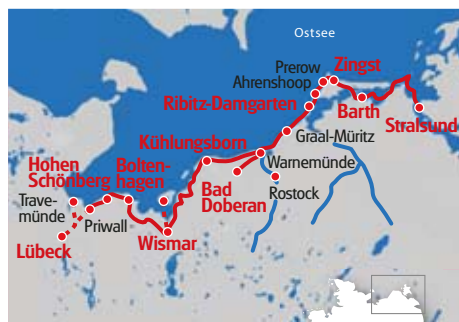 Ostsee
Prerow
Zingst
Ahrenshoop
Ribitz-Damgarten
Barth
Stralsund
Graal-Müritz
Kühlungsborn
Warnemünde
Hohen
Schönberg
Bolten-
hagen
Bad
Doberan
Rostock
Trave-
münde
Priwall
Wismar
Lübeck